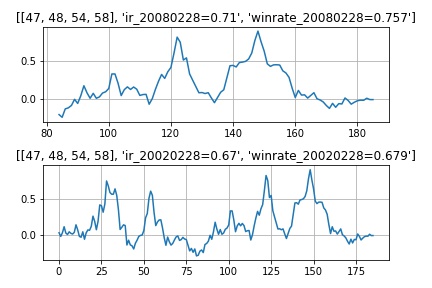 [[47, 48, 54, 58], 'ir_20080228=0.71', 'winrate_20080228=0.757']
0.5
0.0
80 100 120 140 160 180
[[47, 48, 54, 58], 'ir_20020228=0.67', 'winrate_20020228=0.679']
0.5
0.0
0 25 50 75 100 125 150 175